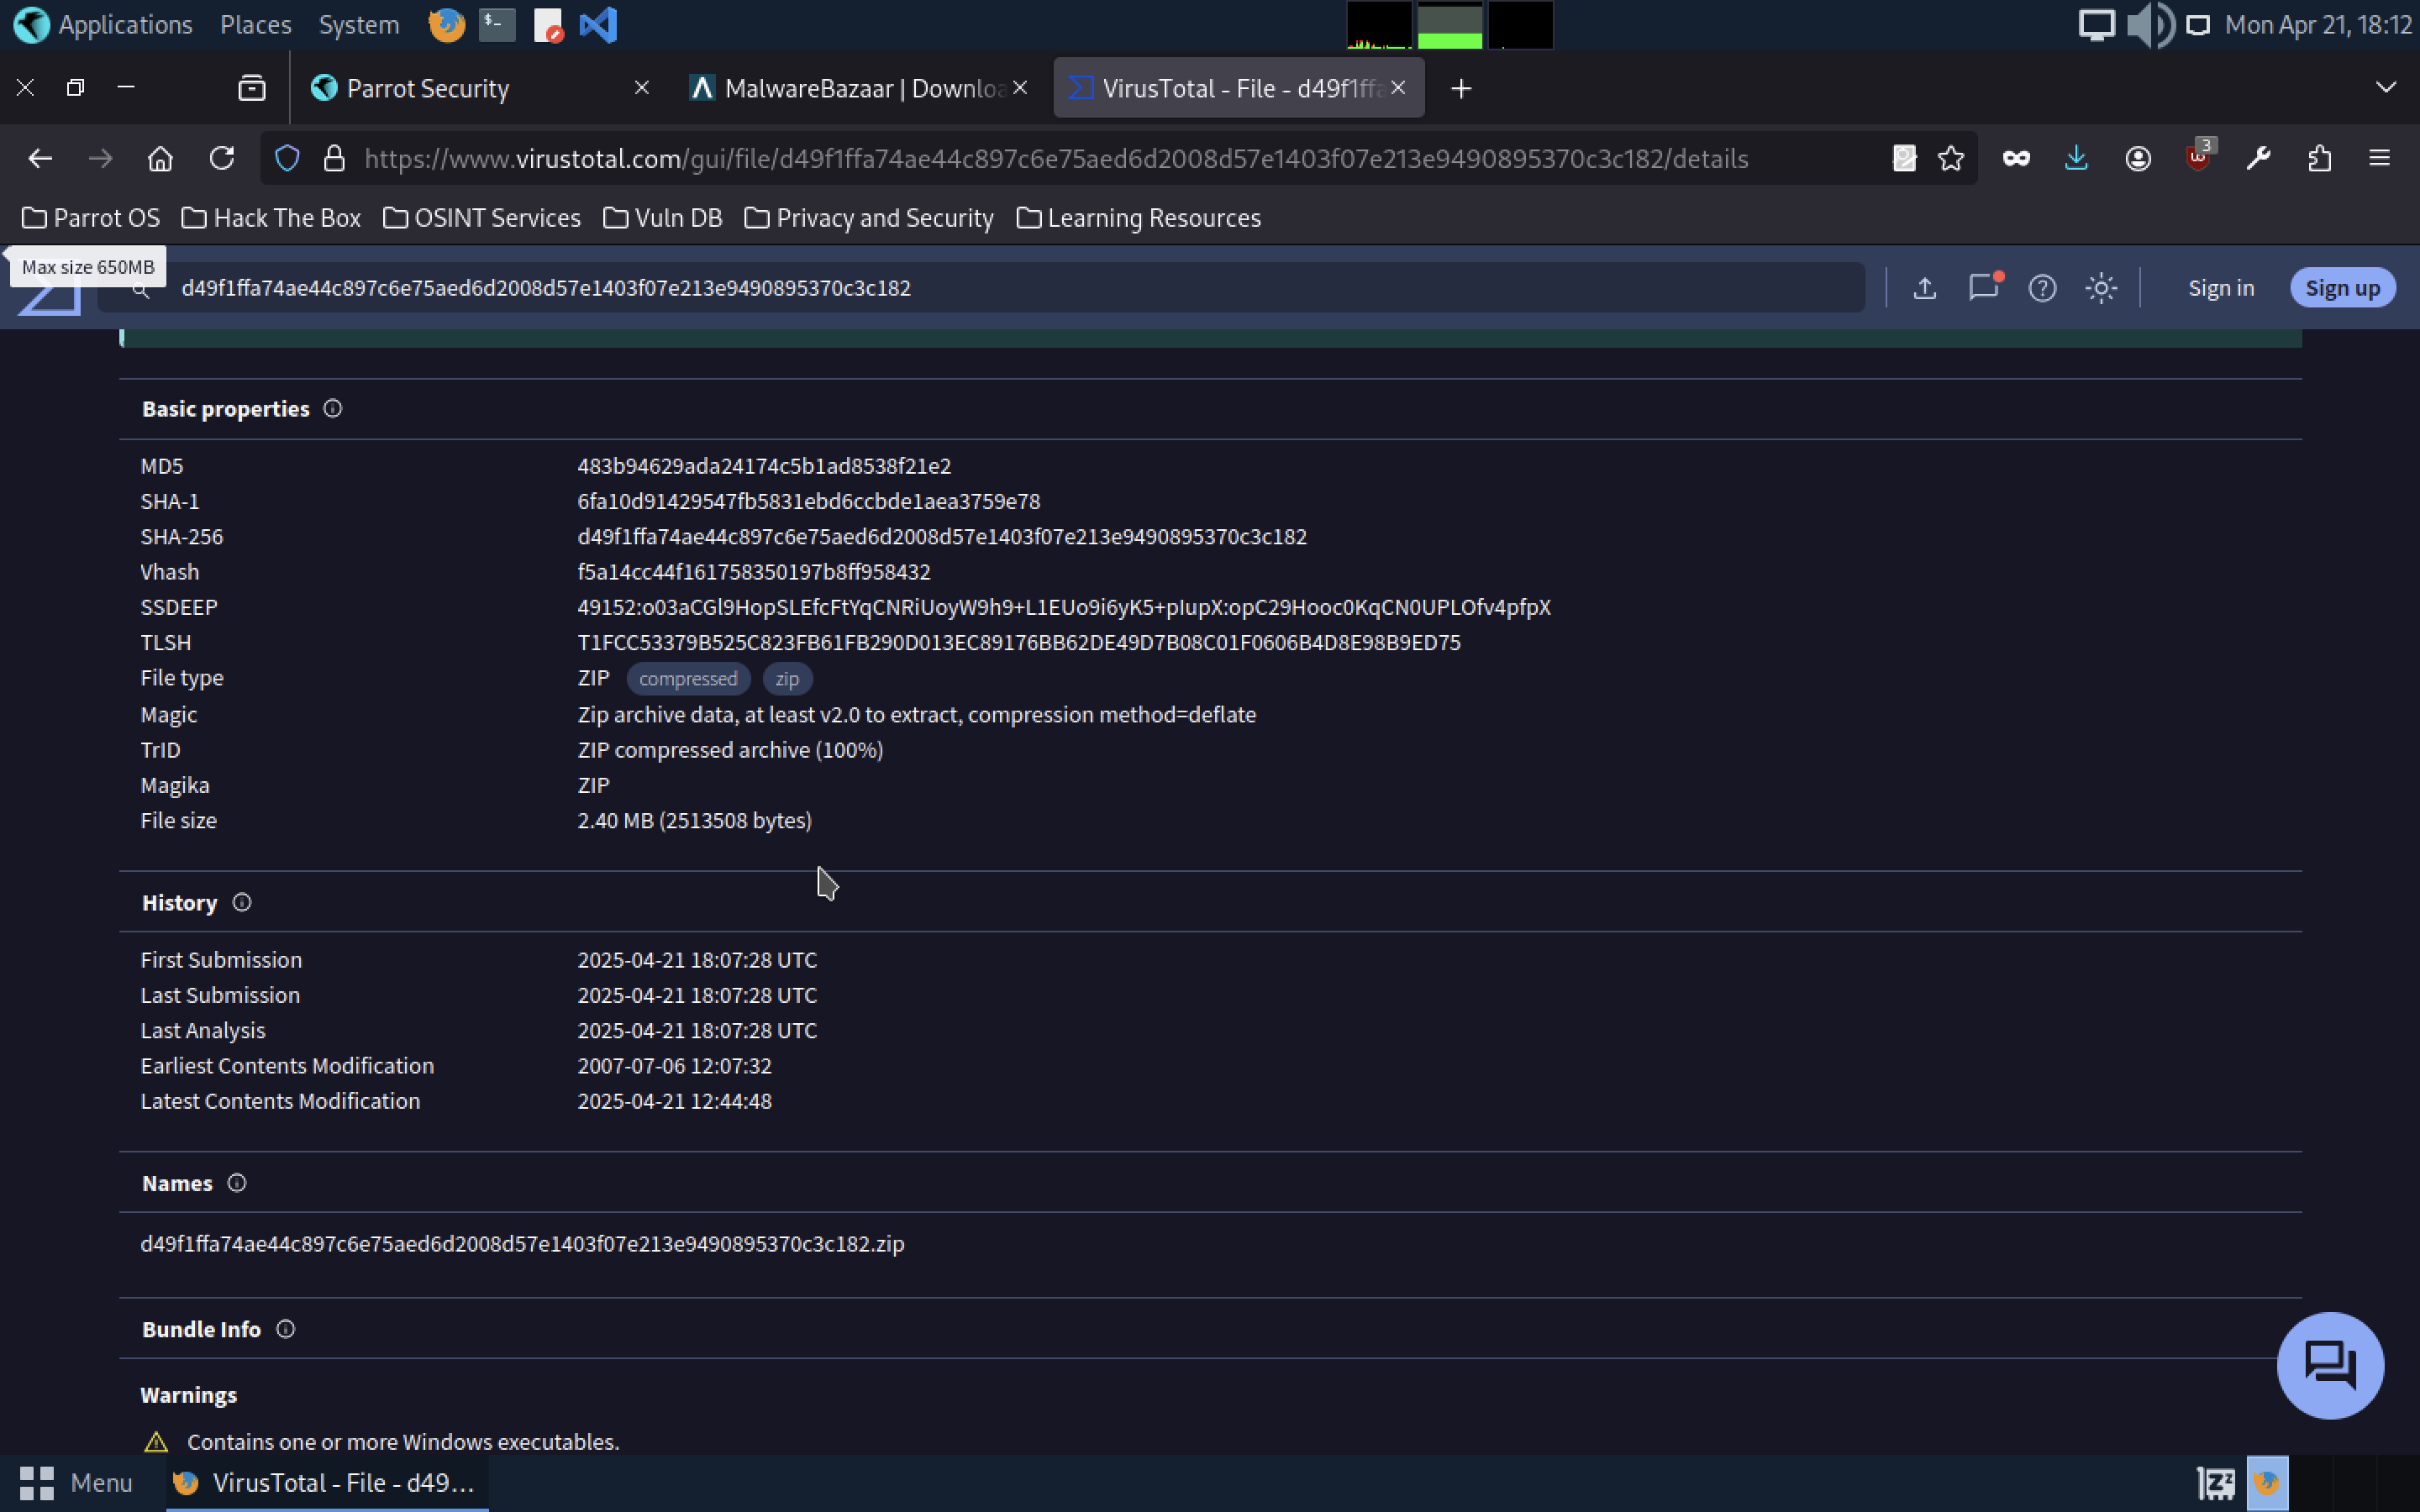 Applications Places System
Mon Apr 21, 18:12
Parrot Security
MalwareBazaar | Downloa
VirusTotal - File - d49f1ffa
https://www.virustotal.com/gui/file/d49f1ffa74ae44c897c6e75aed6d2008d57e1403f07e213e9490895370c3c182/details
3
Parrot OS Hack The Box OSINT Services Vuln DB Privacy and Security Learning Resources
Max size 650MB
d49f1ffa74ae44c897c6e75aed6d2008d57e1403f07e213e9490895370c3c182
Sign in Sign up
Basic properties
MD5 483b94629ada24174c5b1ad8538f21e2
SHA-1 6fa10d91429547fb5831ebd6ccbde1aea3759e78
SHA-256 d49f1ffa74ae44c897c6e75aed6d2008d57e1403f07e213e9490895370c3c182
Vhash f5a14cc44f161758350197b8ff958432
SSDEEP 49152:o03aCGl9HopSLEfcFtYqCNRiUoyW9h9+L1EUo9i6yK5+pIupX:opC29Hooc0KqCN0UPLOfv4pfpX
TLSH T1FCC53379B525C823FB61FB290D013EC89176BB62DE49D7B08C01F0606B4D8E98B9ED75
File type ZIP compressed zip
Magic Zip archive data, at least v2.0 to extract, compression method=deflate
TrID ZIP compressed archive (100%)
Magika ZIP
File size 2.40 MB (2513508 bytes)
History
First Submission 2025-04-21 18:07:28 UTC
Last Submission 2025-04-21 18:07:28 UTC
Last Analysis 2025-04-21 18:07:28 UTC
Earliest Contents Modification 2007-07-06 12:07:32
Latest Contents Modification 2025-04-21 12:44:48
Names
d49f1ffa74ae44c897c6e75aed6d2008d57e1403f07e213e9490895370c3c182.zip
Bundle Info
Warnings
Contains one or more Windows executables.
Menu VirusTotal - File - d49...